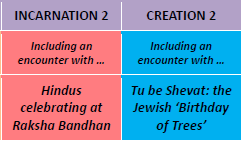 INCARNATION 2
CREATION 2
Including an
encounter with ...
Including an
encounter with ...
Hindus
celebrating at
Raksha Bandhan
Tu be Shevat: the
Jewish ‘Birthday
of Trees’